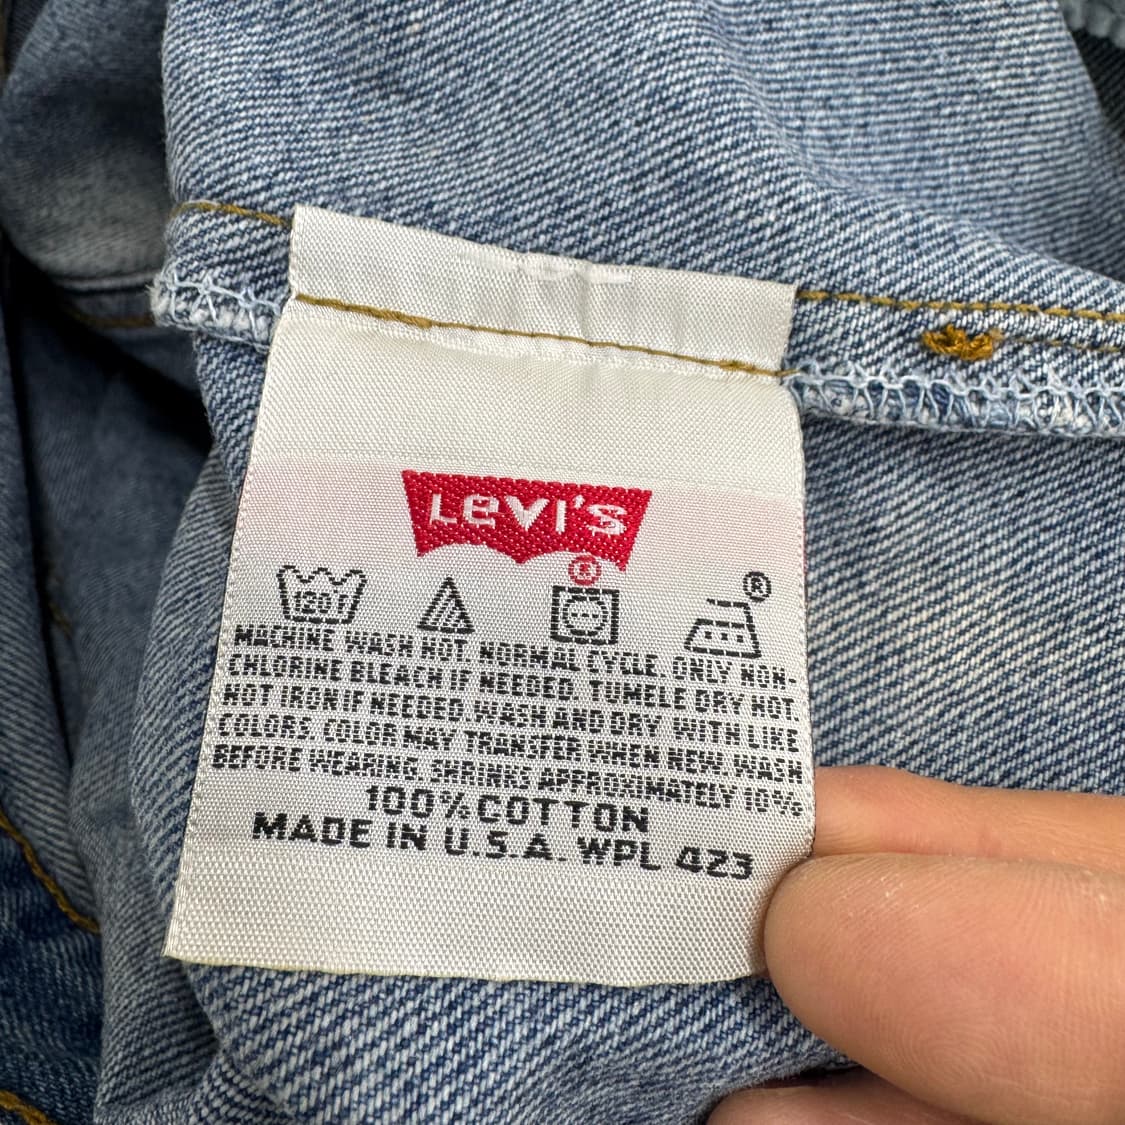 Levi's
®
®
120F
MACHINE WASH HOT. NORMAL CYCLE. ONLY NON-
CHLORINE BLEACH IF NEEDED. TUMBLE DRY HOT.
HOT IRON IF NEEDED. WASH AND DRY WITH LIKE
COLORS. COLOR MAY TRANSFER WHEN NEW. WASH
BEFORE WEARING. SHRINKS APPROXIMATELY 10%
100% COTTON
MADE IN U.S.A. WPL 423